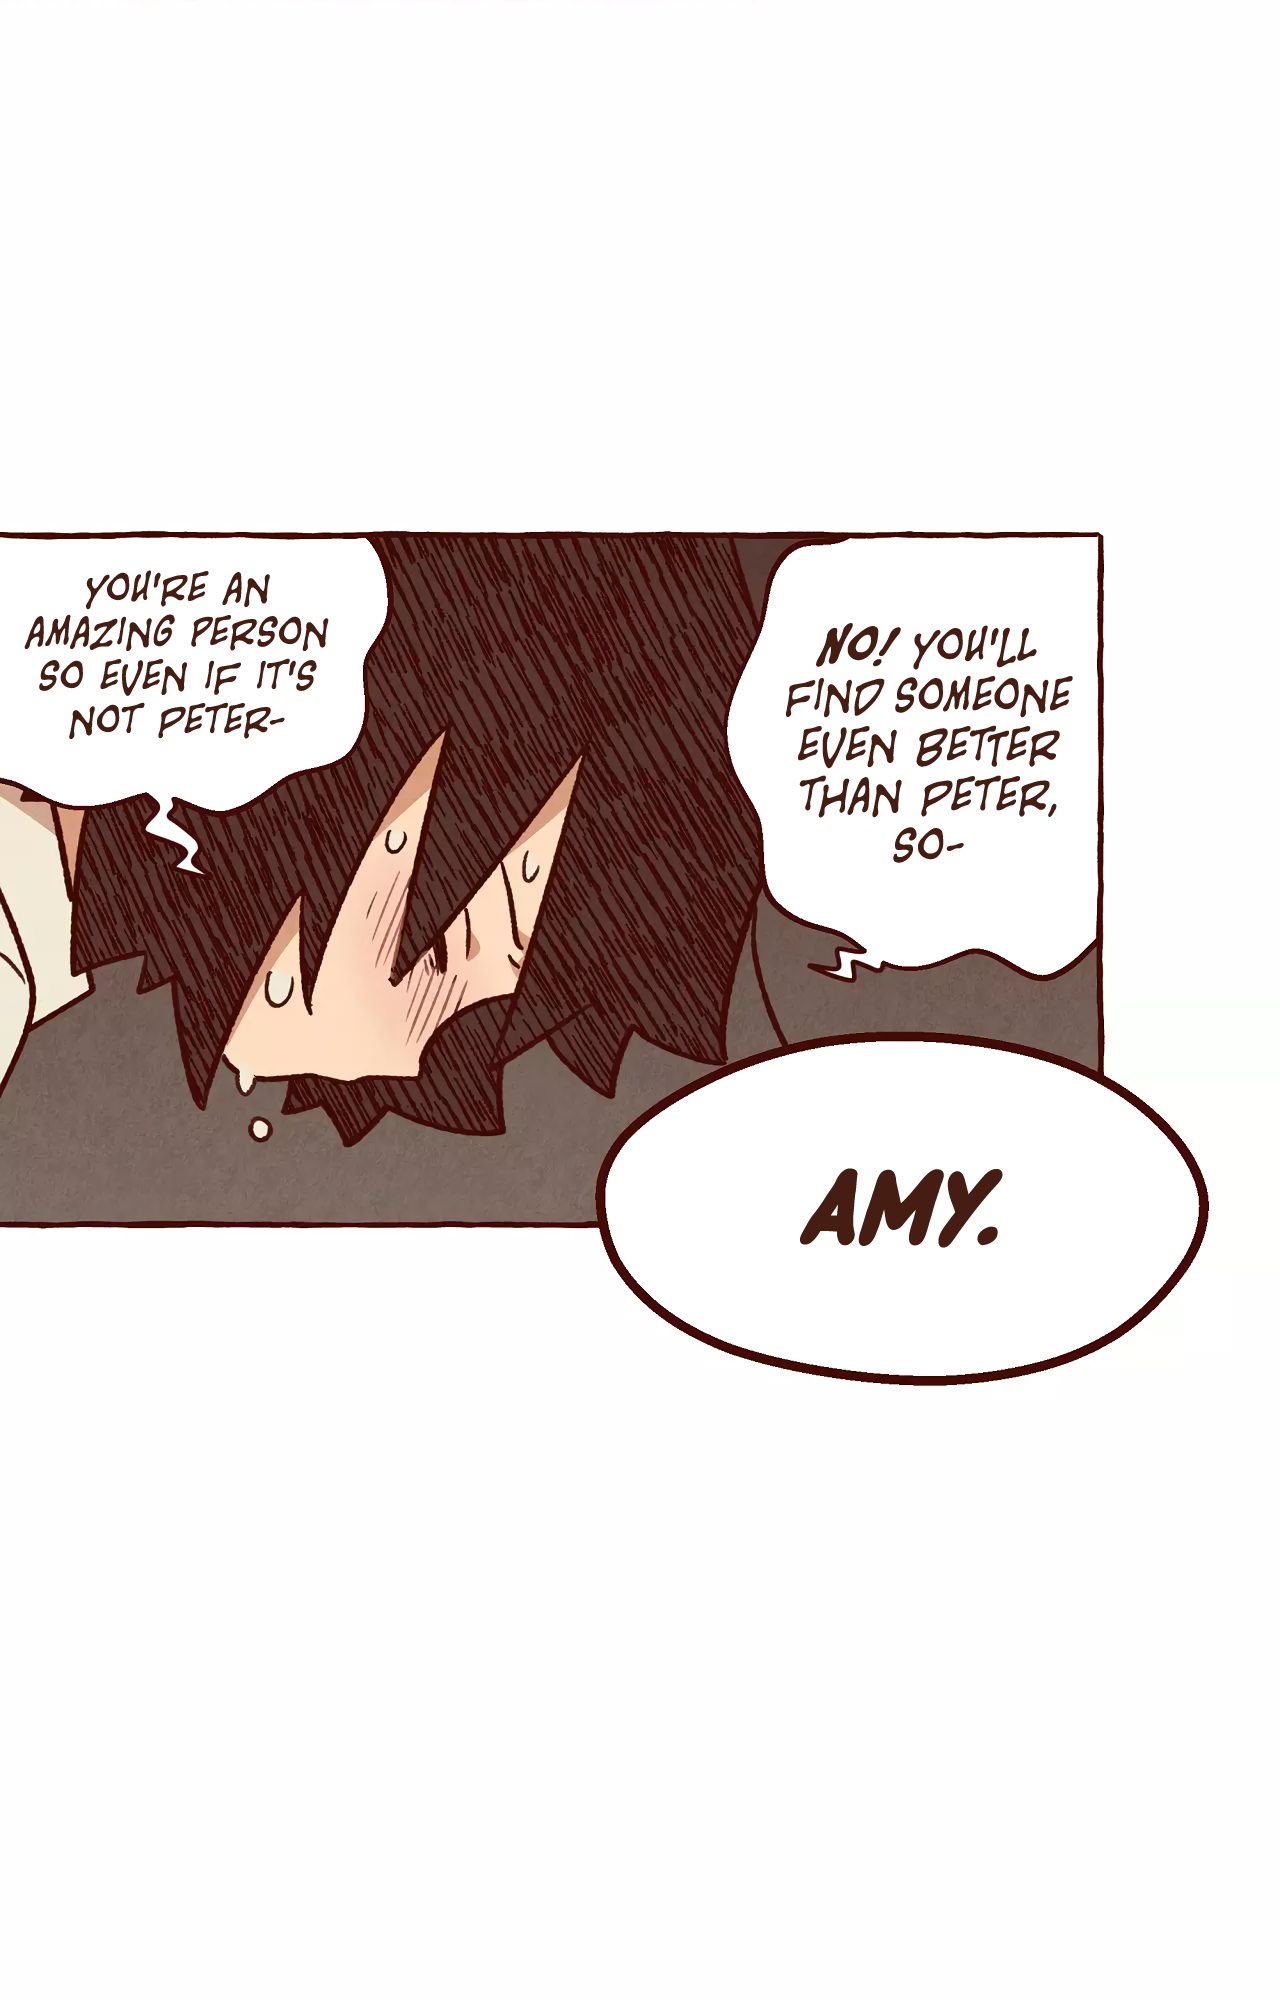 YOU'RE AN
AMAZING PERSON
SO EVEN IF IT'S
NOT PETER-
NO! YOU'LL
FIND SOMEONE
EVEN BETTER
THAN PETER,
SO-
AMY.